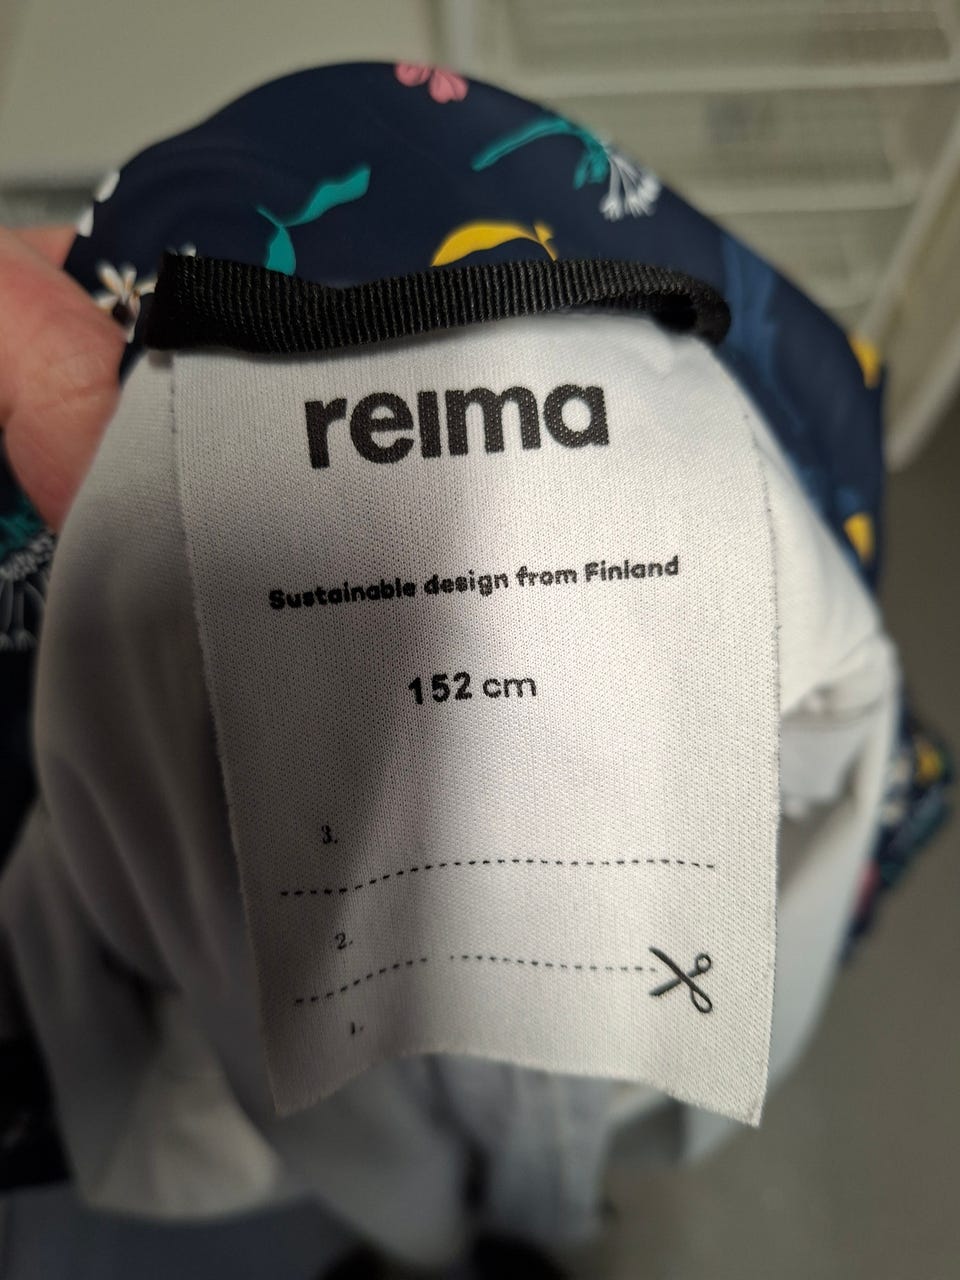 reima
Sustainable design from Finland
152 cm
3.
2.
1.